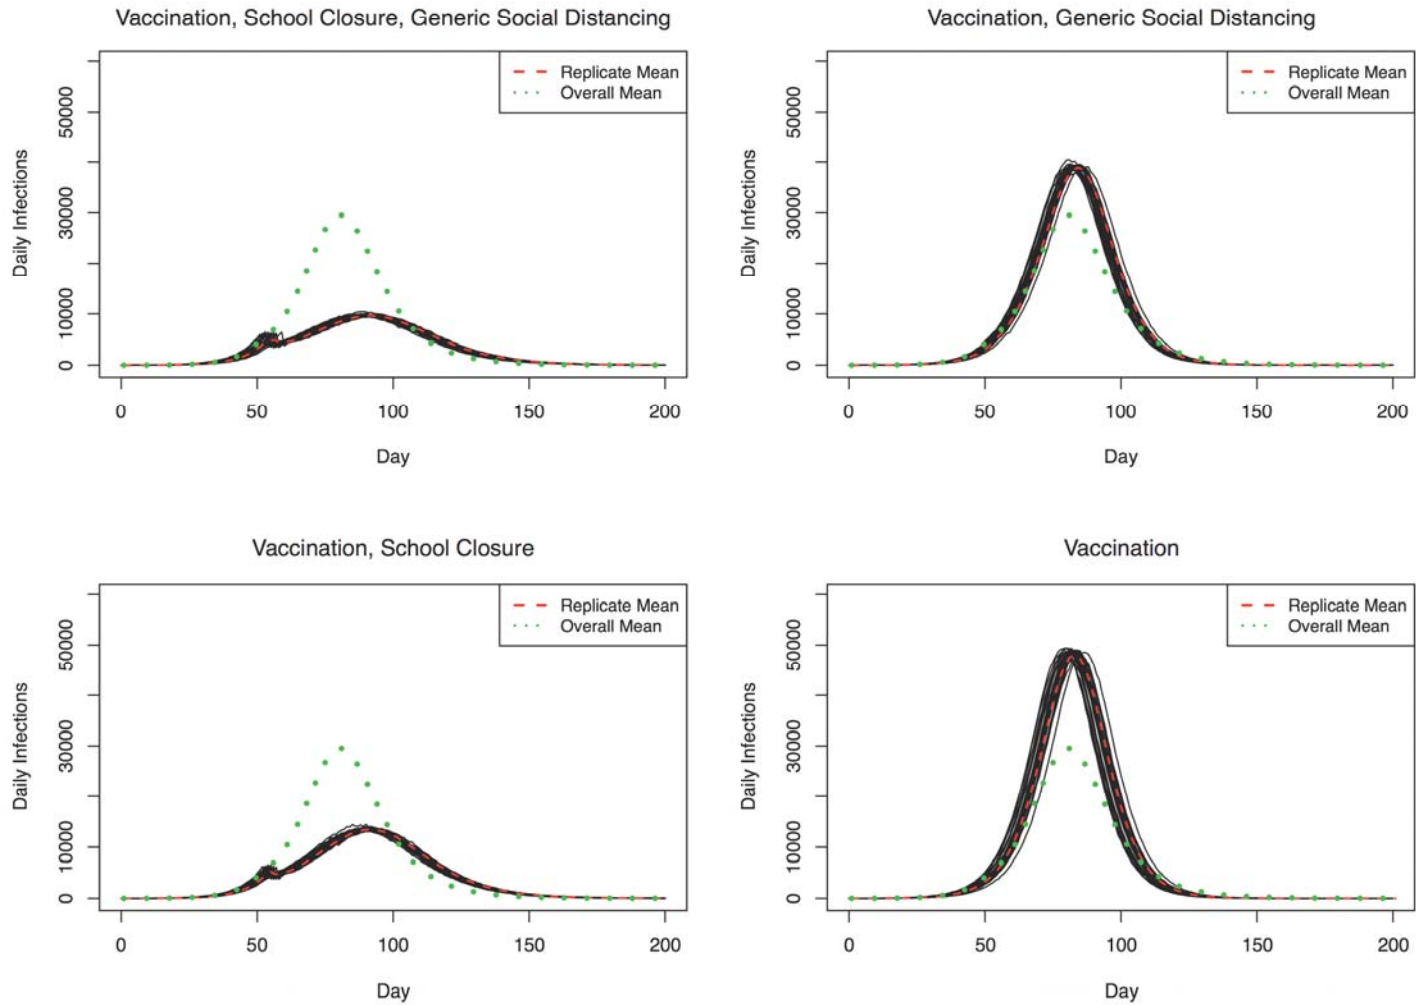 Vaccination, School Closure, Generic Social Distancing
Replicate Mean
Overall Mean
Daily Infections
50000
30000
10000
0
0 50 100 150 200
Day
Vaccination, Generic Social Distancing
Replicate Mean
Overall Mean
Daily Infections
50000
30000
10000
0
0 50 100 150 200
Day
Vaccination, School Closure
Replicate Mean
Overall Mean
Daily Infections
50000
30000
10000
0
0 50 100 150 200
Day
Vaccination
Replicate Mean
Overall Mean
Daily Infections
50000
30000
10000
0
0 50 100 150 200
Day